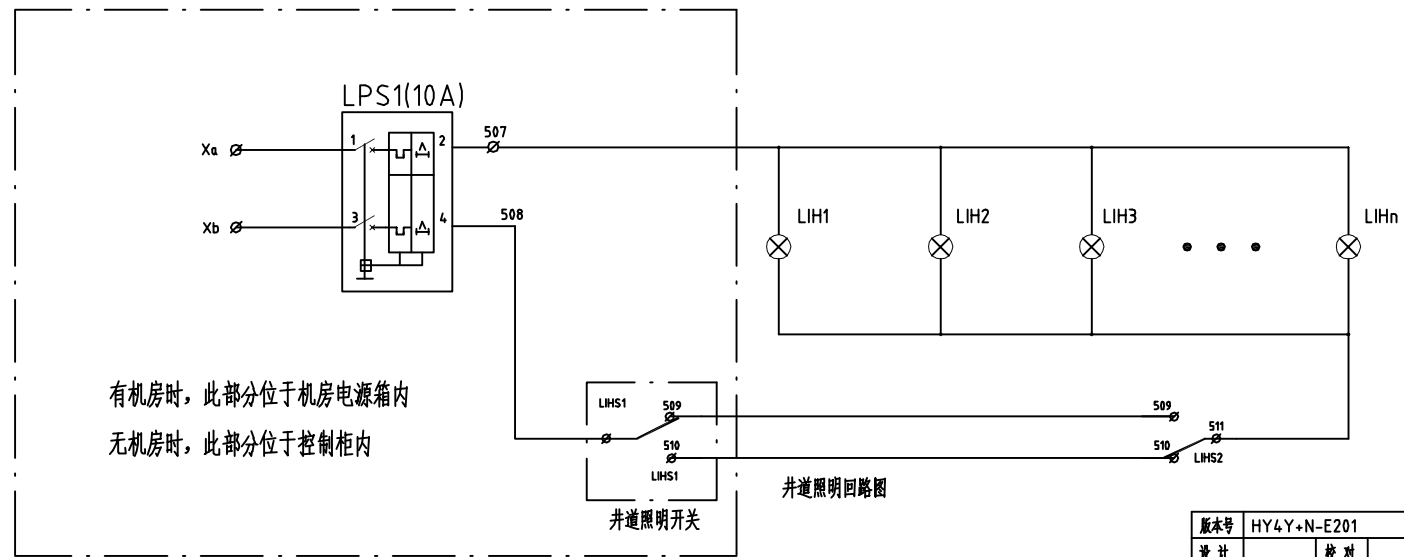 LPS1(10A)
1
2
507
Xa
Xb
3
4
508
LIH1
LIH2
LIH3
LIHn
有机房时，此部分位于机房电源箱内
无机房时，此部分位于控制柜内
LIHS1
509
510
LIHS1
井道照明开关
509
510
511
LIHS2
井道照明回路图
版本号 HY4Y+N-E201
设计 校对